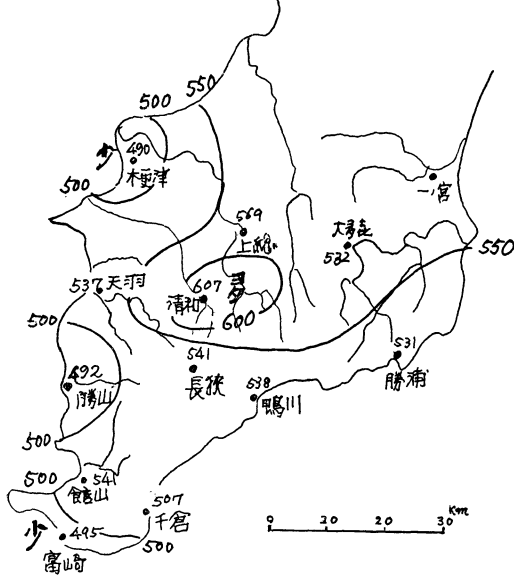 550
500
少
490
木更津
500
一ノ宮
569
上総
大多喜
532
550
537 天羽
多
607
清和
600
500
541
長狭
531
勝浦
492
勝山
538
鴨川
500
500
541
館山
507
千倉
少
495
富崎
500
0 10 20 30 Km